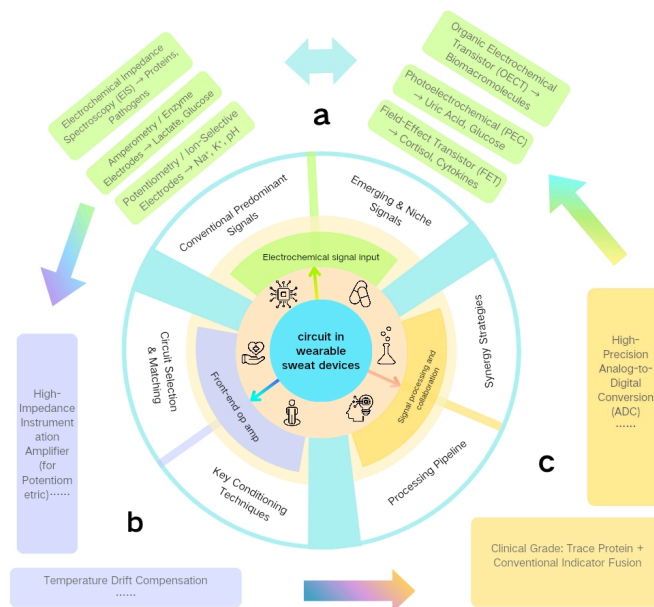 Electrochemical Impedance
Spectroscopy (EIS) → Proteins,
Pathogens
Amperometry / Enzyme
Electrodes → Lactate, Glucose
Potentiometry / Ion-Selective
Electrodes → Na⁺, K⁺, pH
a
Organic Electrochemical
Transistor (OECT) →
Biomacromolecules
Photoelectrochemical (PEC)
→ Uric Acid, Glucose
Field-Effect Transistor (FET)
→ Cortisol, Cytokines
Conventional Predominant
Signals
Emerging & Niche
Signals
Electrochemical signal input
Circuit Selection
& Matching
Front-end op amp
circuit in
wearable
sweat devices
Signal processing and
collaboration
Synergy Strategies
Key Conditioning
Techniques
Processing Pipeline
High-
Impedance
Instrument
ation
Amplifier
(for
Potentiom
etric)······
b
Temperature Drift Compensation
······
High-
Precision
Analog-to-
Digital
Conversion
(ADC)
······
c
Clinical Grade: Trace Protein +
Conventional Indicator Fusion